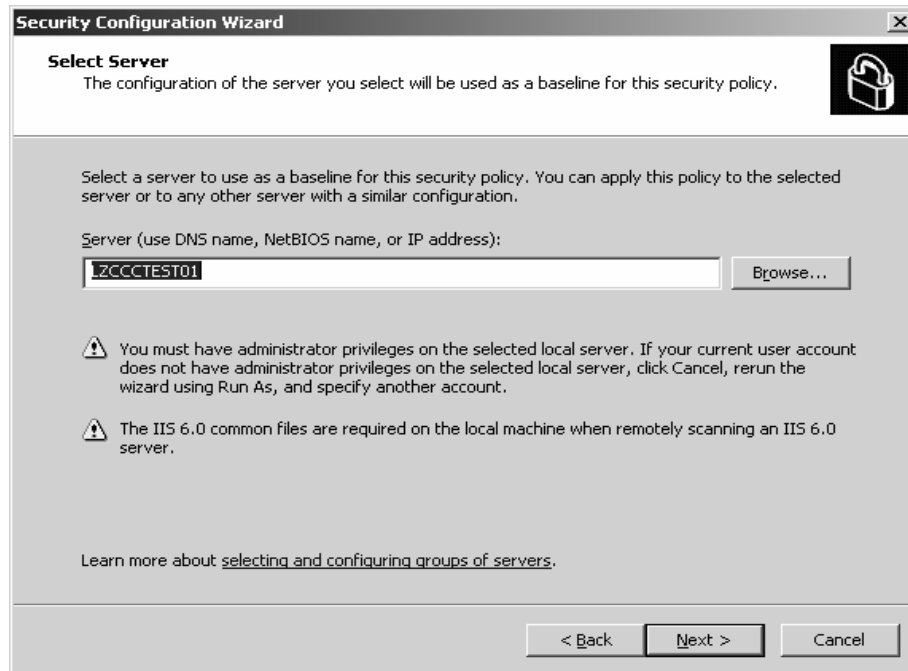 Security Configuration Wizard
Select Server
The configuration of the server you select will be used as a baseline for this security policy.
Select a server to use as a baseline for this security policy. You can apply this policy to the selected
server or to any other server with a similar configuration.
Server (use DNS name, NetBIOS name, or IP address):
LZCCCTEST01
Browse...
You must have administrator privileges on the selected local server. If your current user account
does not have administrator privileges on the selected local server, click Cancel, rerun the
wizard using Run As, and specify another account.
The IIS 6.0 common files are required on the local machine when remotely scanning an IIS 6.0
server.
Learn more about selecting and configuring groups of servers.
< Back
Next >
Cancel